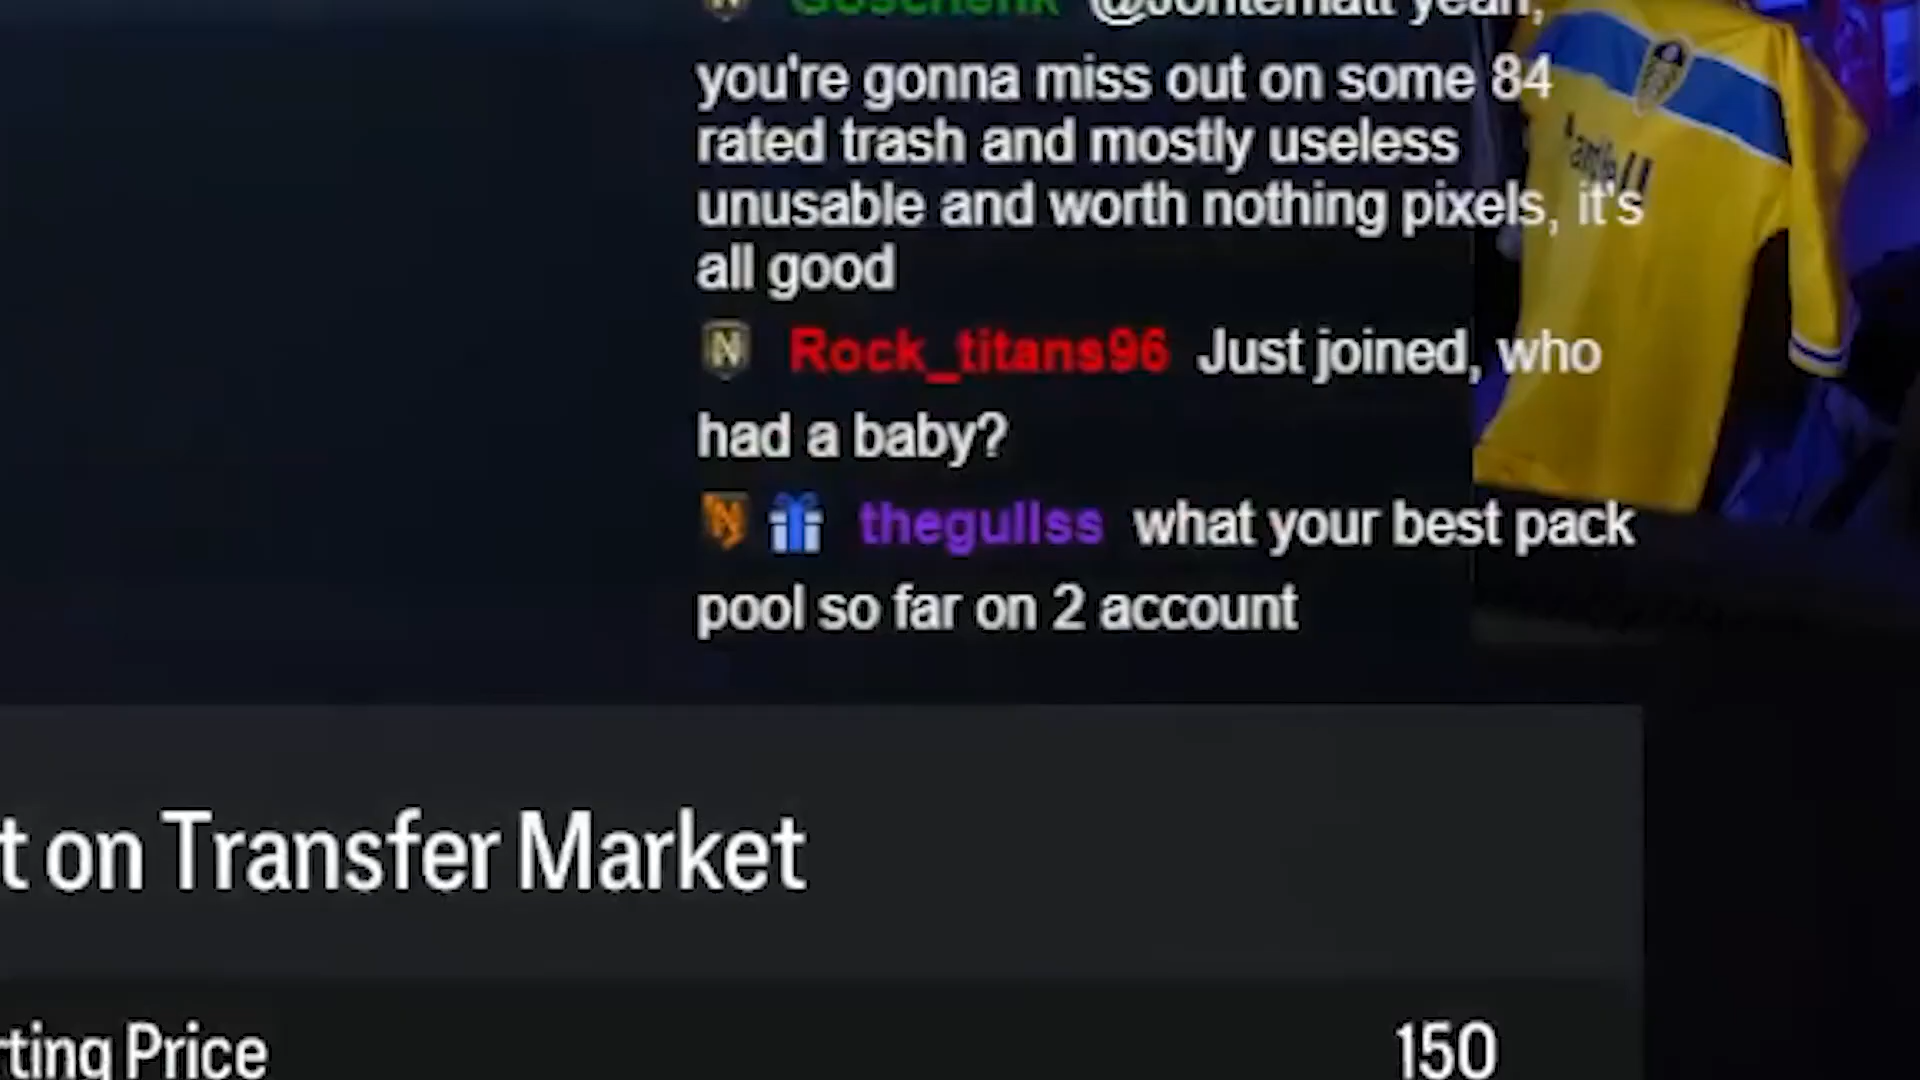 yeah,
you're gonna miss out on some 84
rated trash and mostly useless
unusable and worth nothing pixels, it's
all good
Rock_titans96 Just joined, who
had a baby?
thegullss what your best pack
pool so far on 2 account
t on Transfer Market
rting Price 150